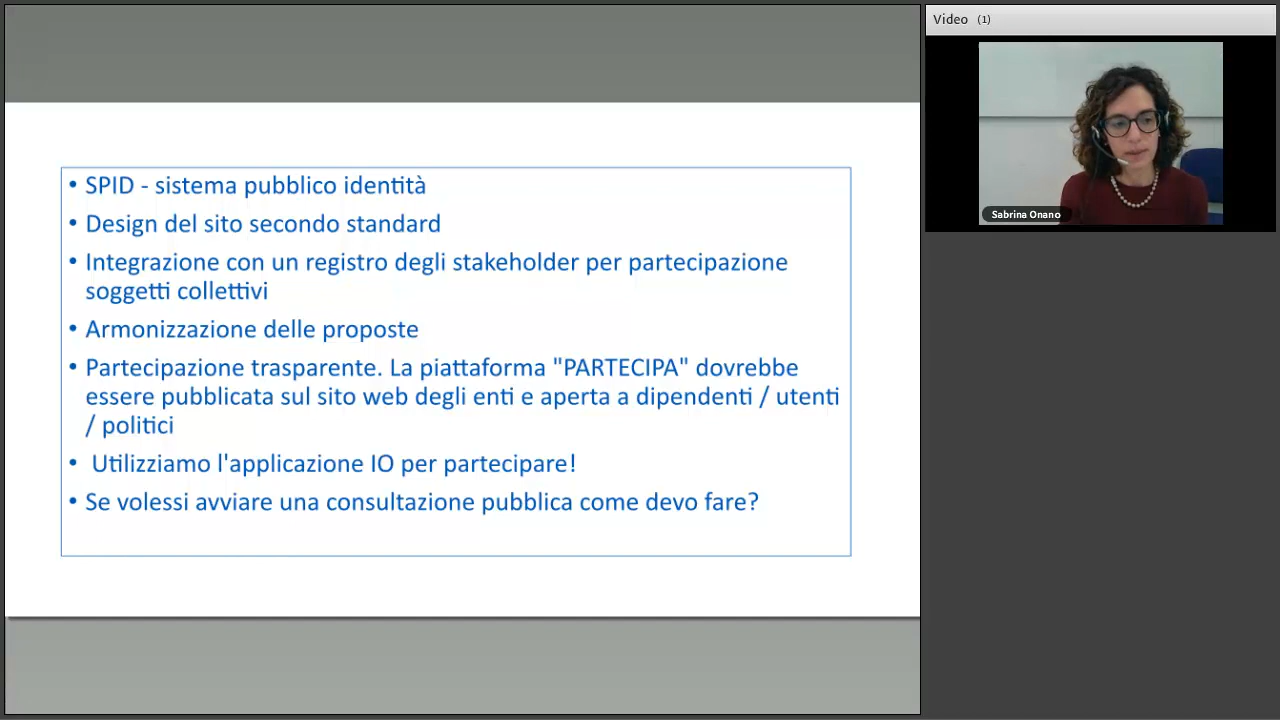 • SPID - sistema pubblico identità
• Design del sito secondo standard
• Integrazione con un registro degli stakeholder per partecipazione
soggetti collettivi
• Armonizzazione delle proposte
• Partecipazione trasparente. La piattaforma "PARTECIPA" dovrebbe
essere pubblicata sul sito web degli enti e aperta a dipendenti / utenti
/ politici
• Utilizziamo l'applicazione IO per partecipare!
• Se volessi avviare una consultazione pubblica come devo fare?
Video (1)
Sabrina Onano